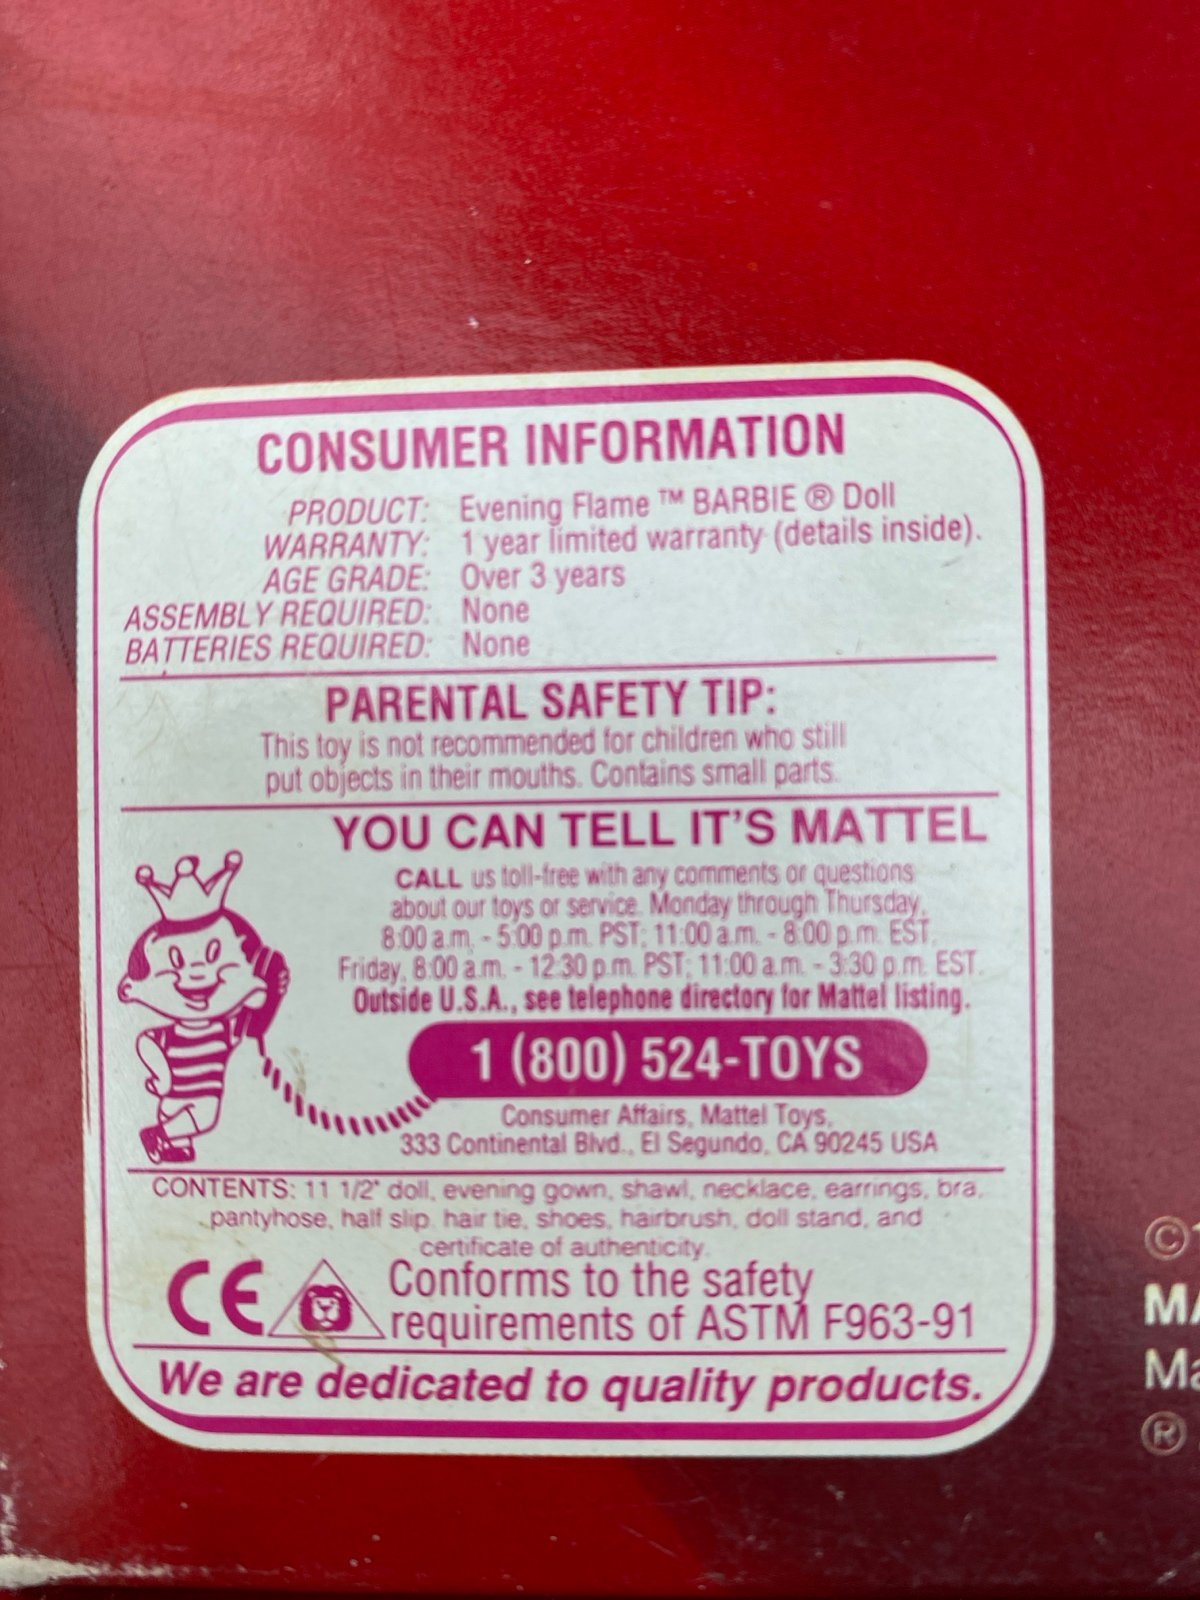 CONSUMER INFORMATION
PRODUCT: Evening Flame ™ BARBIE ® Doll
WARRANTY: 1 year limited warranty (details inside).
AGE GRADE: Over 3 years
ASSEMBLY REQUIRED: None
BATTERIES REQUIRED: None
PARENTAL SAFETY TIP:
This toy is not recommended for children who still
put objects in their mouths. Contains small parts.
YOU CAN TELL IT'S MATTEL
CALL us toll-free with any comments or questions
about our toys or service. Monday through Thursday,
8:00 a.m. - 5:00 p.m. PST; 11:00 a.m. - 8:00 p.m. EST.
Friday, 8:00 a.m. - 12:30 p.m. PST; 11:00 a.m. - 3:30 p.m. EST.
Outside U.S.A., see telephone directory for Mattel listing.
1 (800) 524-TOYS
Consumer Affairs, Mattel Toys,
333 Continental Blvd., El Segundo, CA 90245 USA
CONTENTS: 11 1/2" doll, evening gown, shawl, necklace, earrings, bra,
pantyhose, half slip, hair tie, shoes, hairbrush, doll stand, and
certificate of authenticity.
CE Conforms to the safety
requirements of ASTM F963-91
We are dedicated to quality products.
©
MA
Ma
®